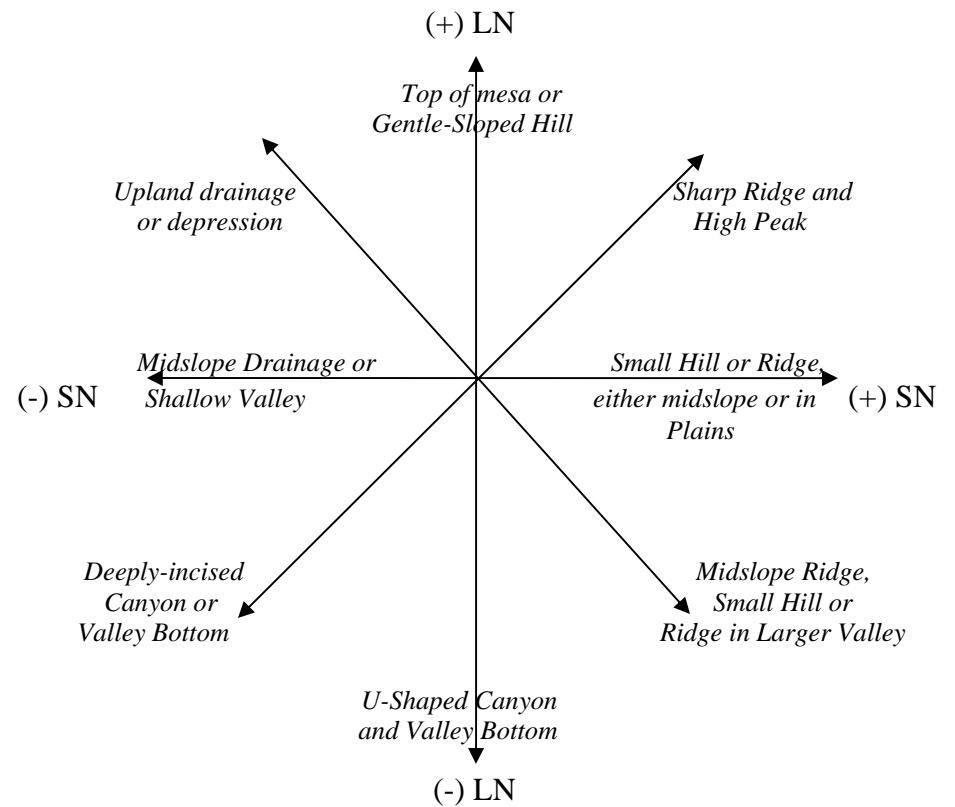 (+) LN
Top of mesa or
Gentle-Sloped Hill
Upland drainage
or depression
Sharp Ridge and
High Peak
Midslope Drainage or
Shallow Valley
(-) SN
Small Hill or Ridge,
either midslope or in
Plains
(+) SN
Deeply-incised
Canyon or
Valley Bottom
Midslope Ridge,
Small Hill or
Ridge in Larger Valley
U-Shaped Canyon
and Valley Bottom
(-) LN